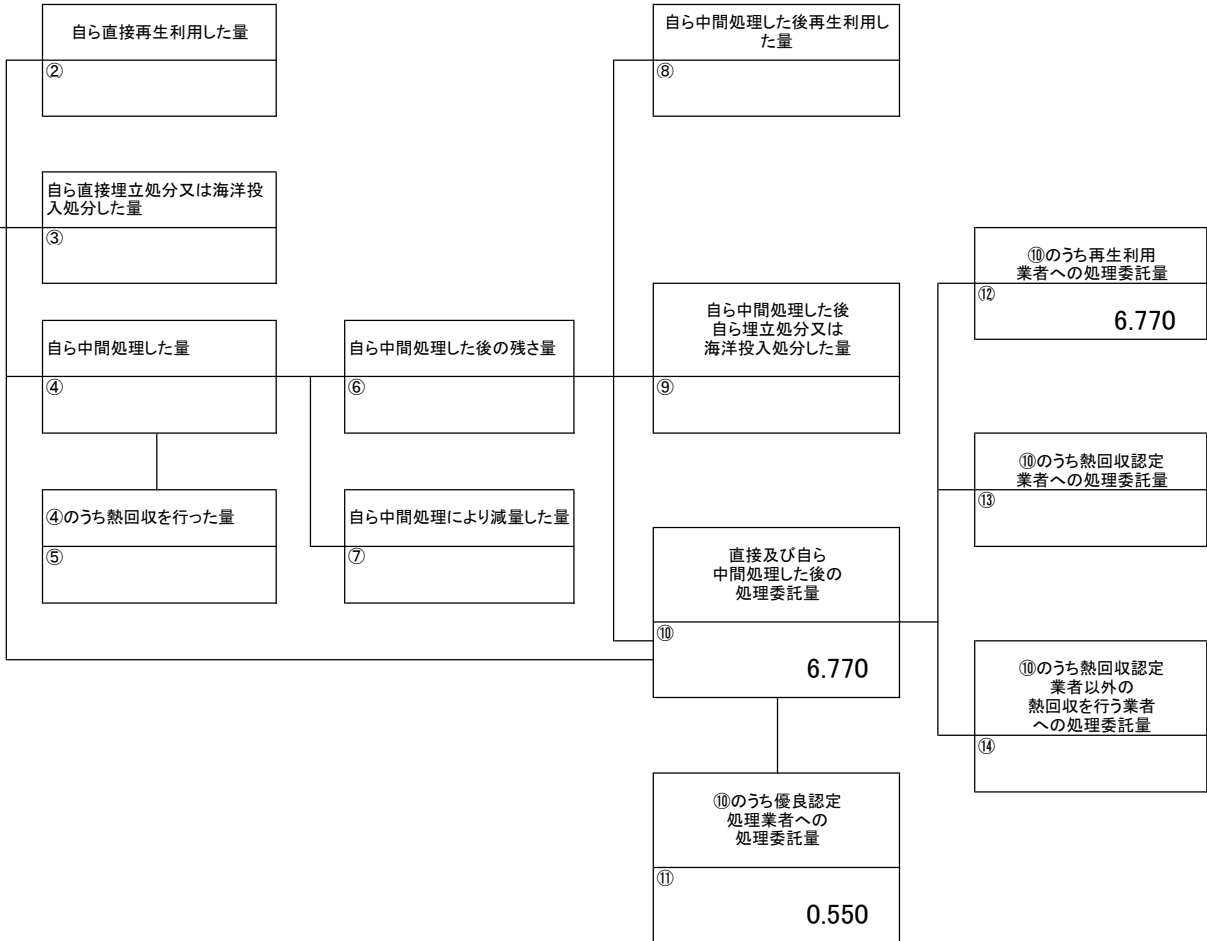 自ら直接再生利用した量
②
自ら直接埋立処分又は海洋投
入処分した量
③
自ら中間処理した量
④
④のうち熱回収を行った量
⑤
自ら中間処理した後の残さ量
⑥
自ら中間処理により減量した量
⑦
自ら中間処理した後再生利用し
た量
⑧
自ら中間処理した後
自ら埋立処分又は
海洋投入処分した量
⑨
直接及び自ら
中間処理した後の
処理委託量
⑩
6.770
⑩のうち優良認定
処理業者への
処理委託量
⑪
0.550
⑩のうち再生利用
業者への処理委託量
⑫
6.770
⑩のうち熱回収認定
業者への処理委託量
⑬
⑩のうち熱回収認定
業者以外の
熱回収を行う業者
への処理委託量
⑭